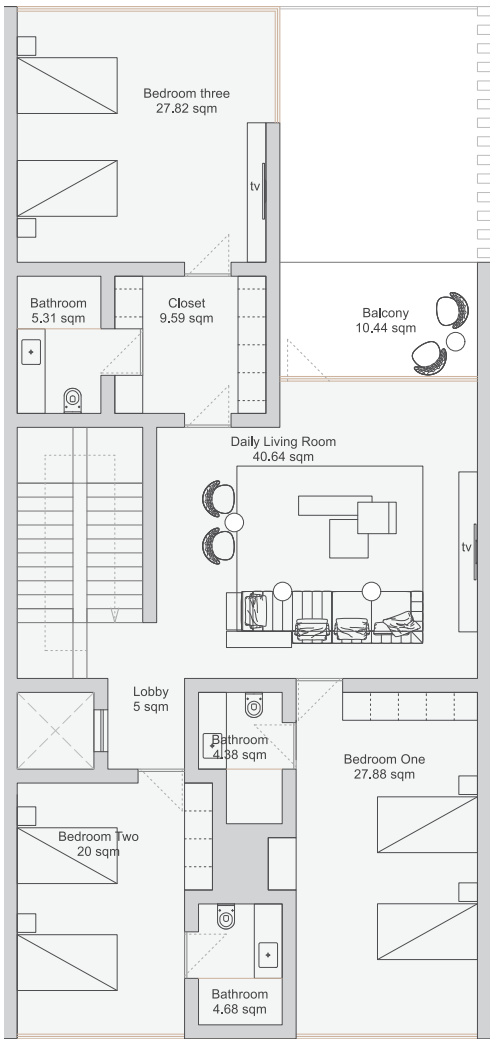 Bedroom three
27.82 sqm
tv
Bathroom
5.31 sqm
Closet
9.59 sqm
Balcony
10.44 sqm
Daily Living Room
40.64 sqm
tv
Lobby
5 sqm
Bathroom
4.38 sqm
Bedroom One
27.88 sqm
Bedroom Two
20 sqm
Bathroom
4.68 sqm